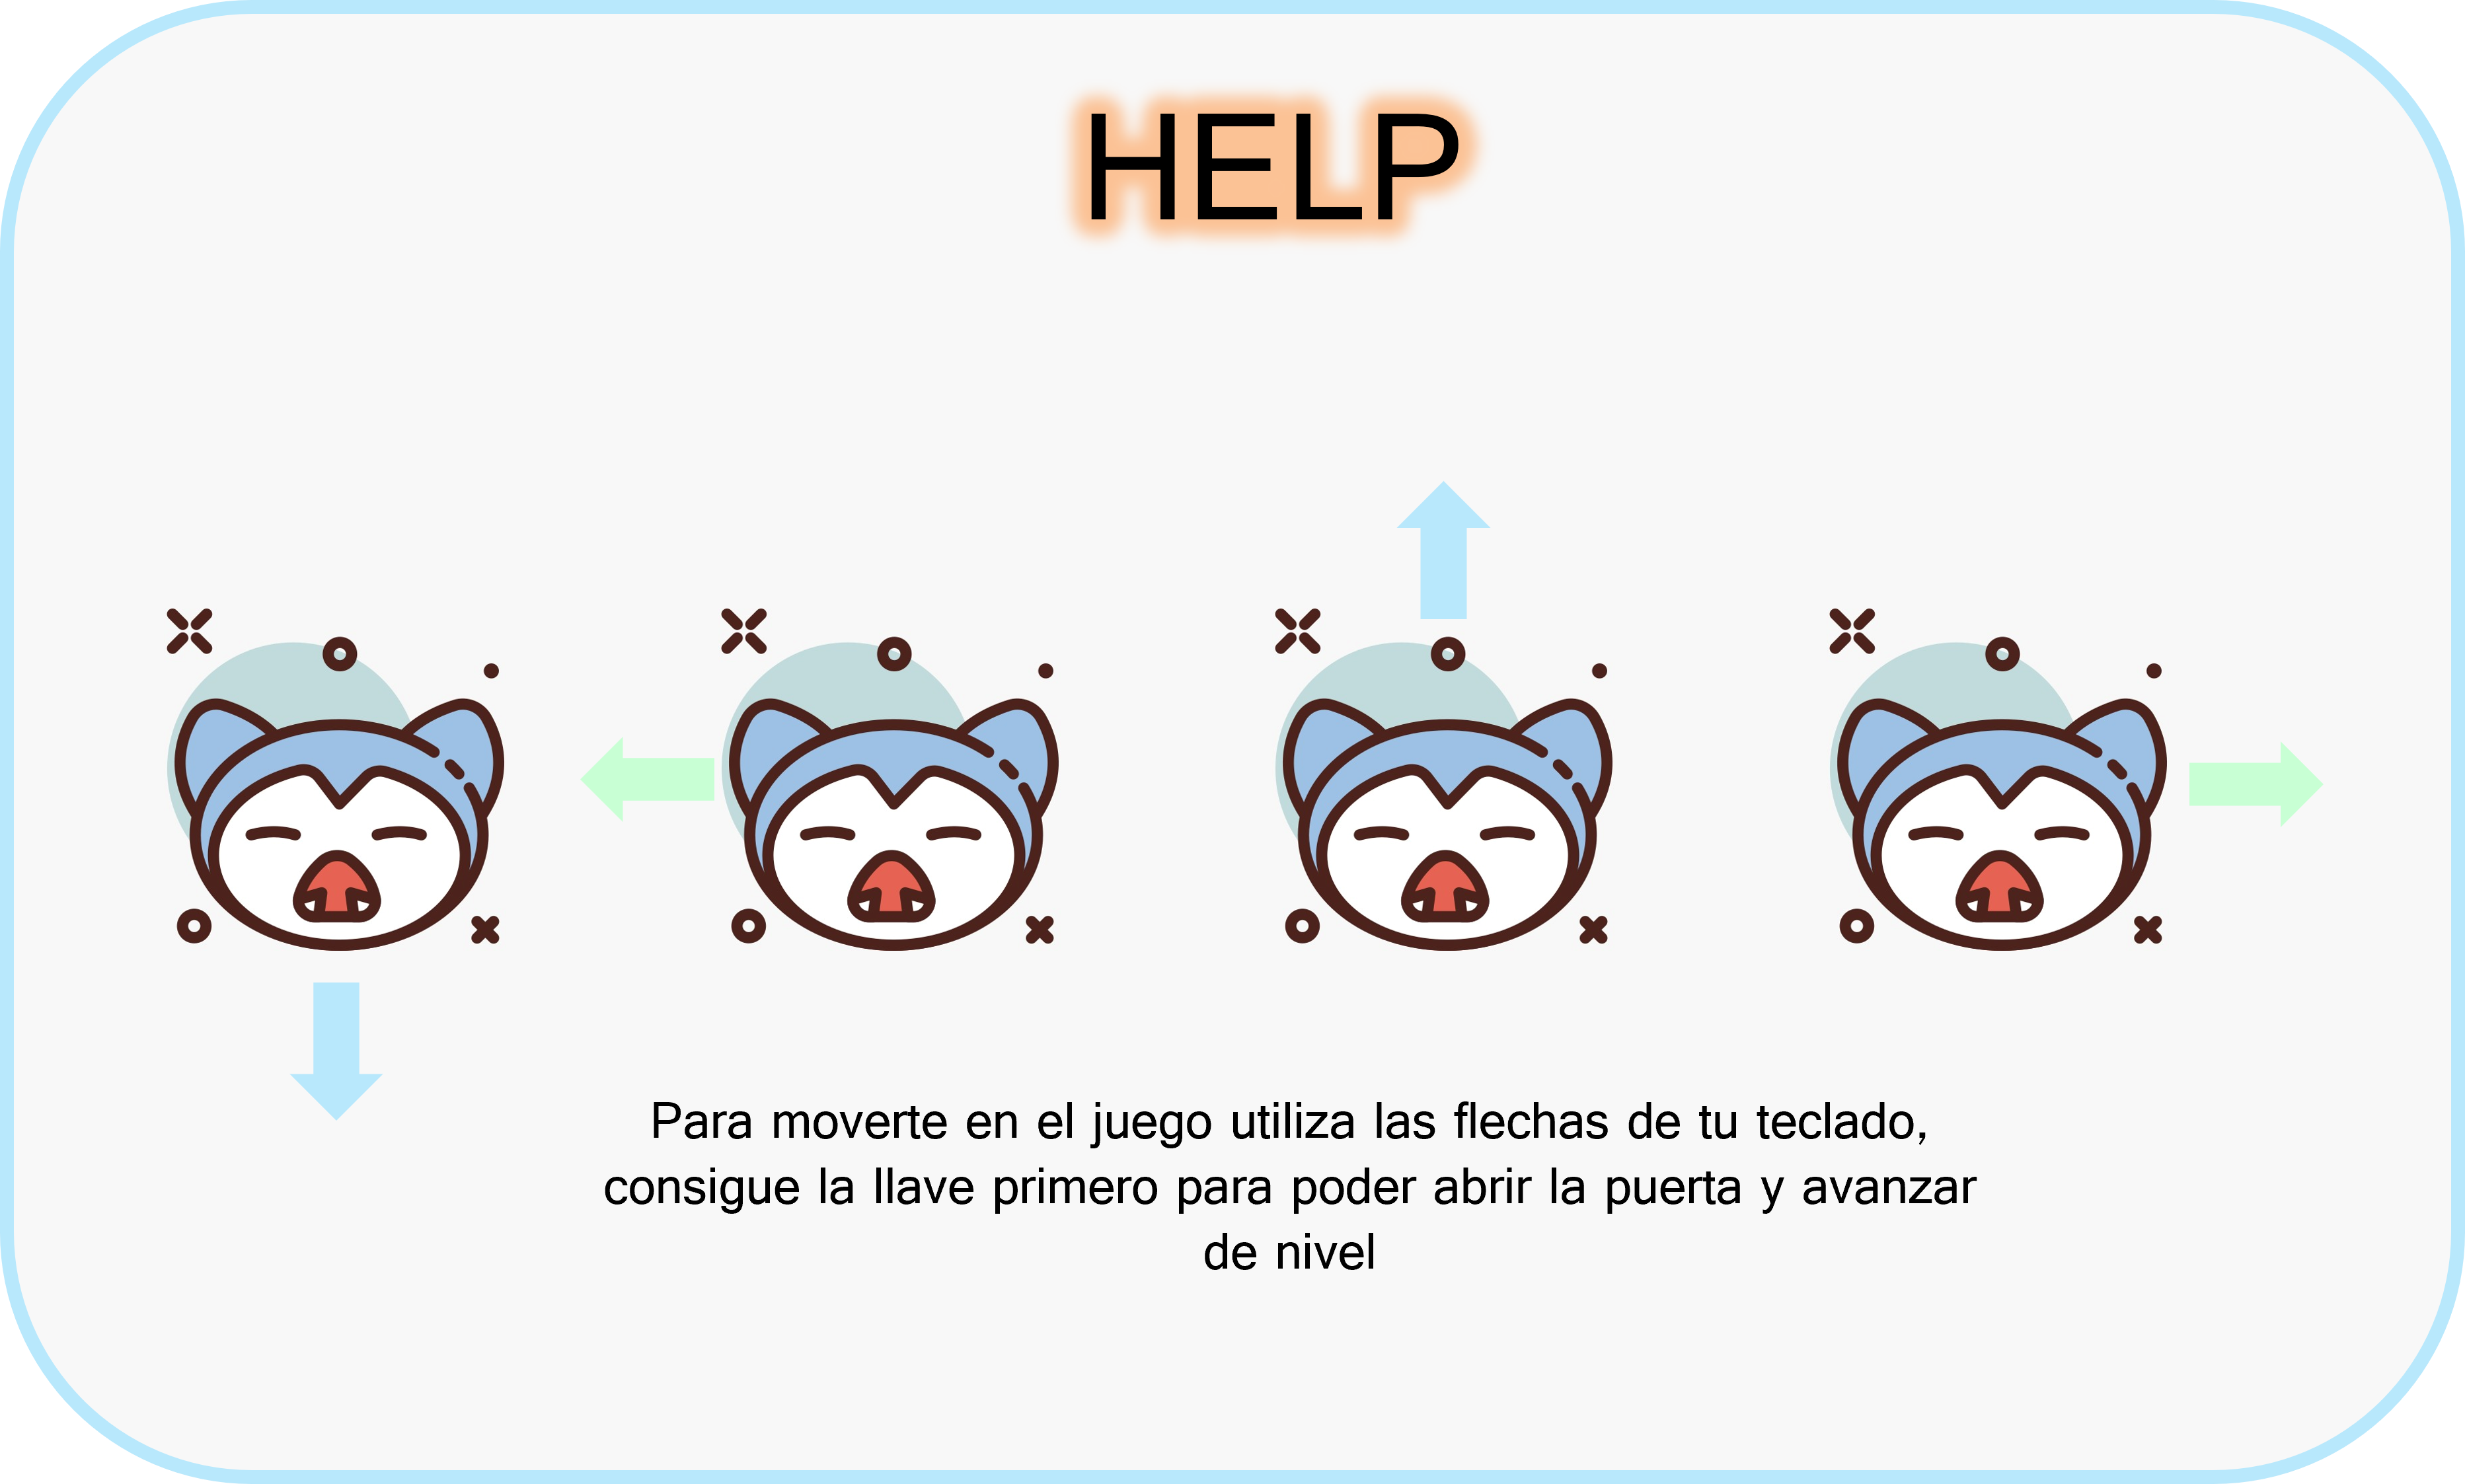 HELP
Para moverte en el juego utiliza las flechas de tu teclado,
consigue la llave primero para poder abrir la puerta y avanzar
de nivel